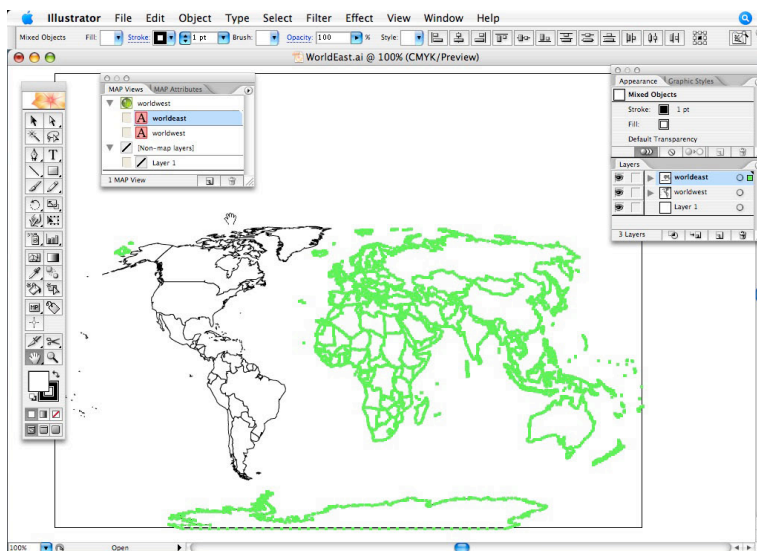 Illustrator File Edit Object Type Select Filter Effect View Window Help
Mixed Objects Fill: Stroke: 1 pt Brush: Opacity: 100 % Style:
WorldEast.ai @ 100% (CMYK/Preview)
MAP Views MAP Attributes
worldwest
A worldeast
A worldwest
[Non-map layers]
Layer 1
1 MAP View
Appearance Graphic Styles
Mixed Objects
Stroke: 1 pt
Fill:
Default Transparency
Layers
worldeast
worldwest
Layer 1
3 Layers
T
MP
100% Open